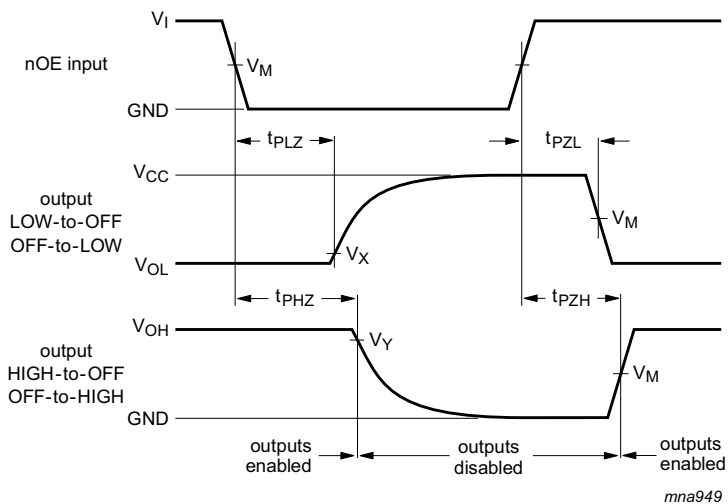 VI
nOE input
VM
GND
tPLZ
tPZL
VCC
output
LOW-to-OFF
OFF-to-LOW
VM
VX
VOL
tPHZ
tPZH
VOH
output
HIGH-to-OFF
OFF-to-HIGH
VY
VM
GND
outputs
enabled
outputs
disabled
outputs
enabled
mna949